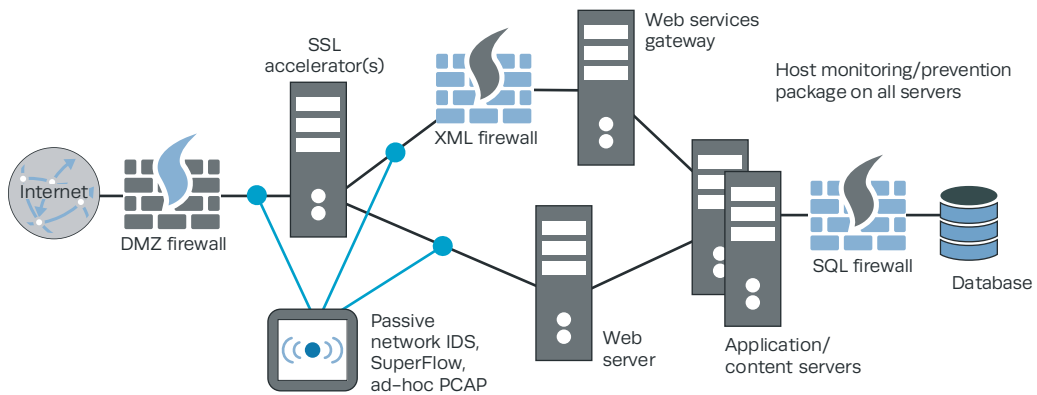 Internet
DMZ firewall
SSL
accelerator(s)
XML firewall
Web services
gateway
Host monitoring/prevention
package on all servers
Passive
network IDS,
SuperFlow,
ad-hoc PCAP
Web
server
Application/
content servers
SQL firewall
Database